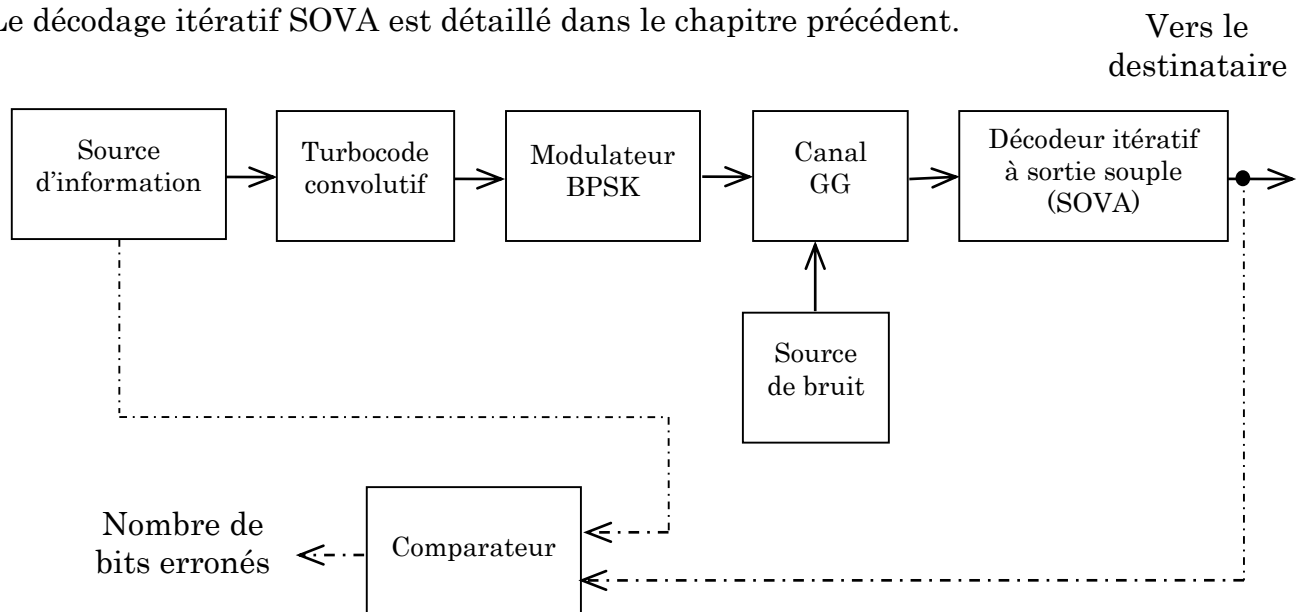 Le décodage itératif SOVA est détaillé dans le chapitre précédent.
Vers le
destinataire
Source
d'information
Turbocode
convolutif
Modulateur
BPSK
Canal
GG
Décodeur itératif
à sortie souple
(SOVA)
Source
de bruit
Nombre de
bits erronés
Comparateur